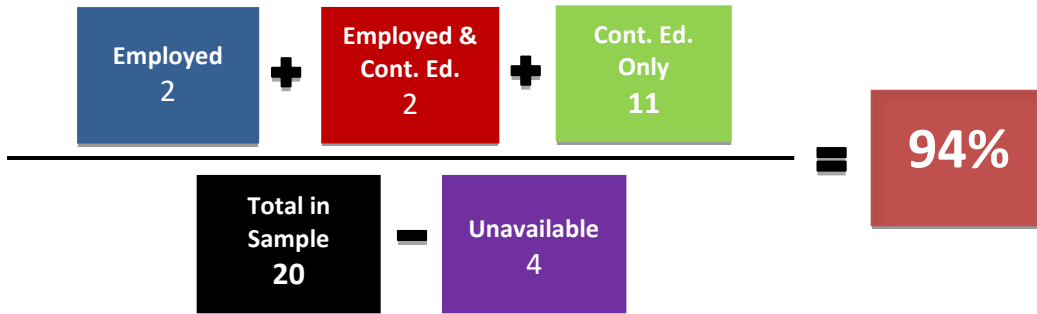 Employed
2
+
Employed &
Cont. Ed.
2
+
Cont. Ed.
Only
11
=
94%
Total in
Sample
20
-
Unavailable
4